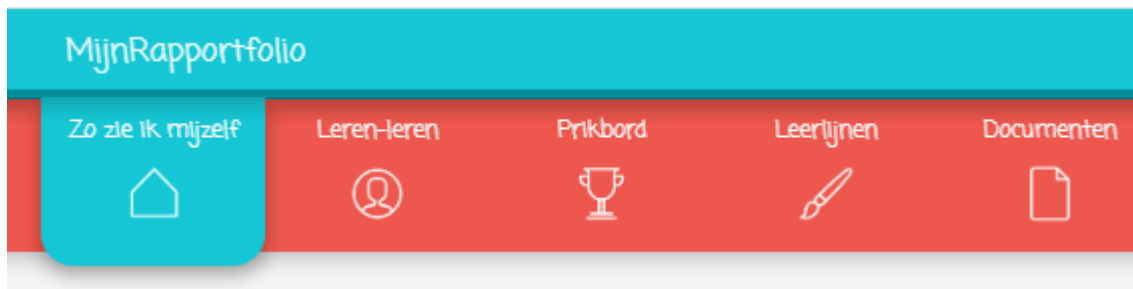 MijnRapportfolio
Zo zie ik mijzelf
Leren-leren
Prikbord
Leerlijnen
Documenten